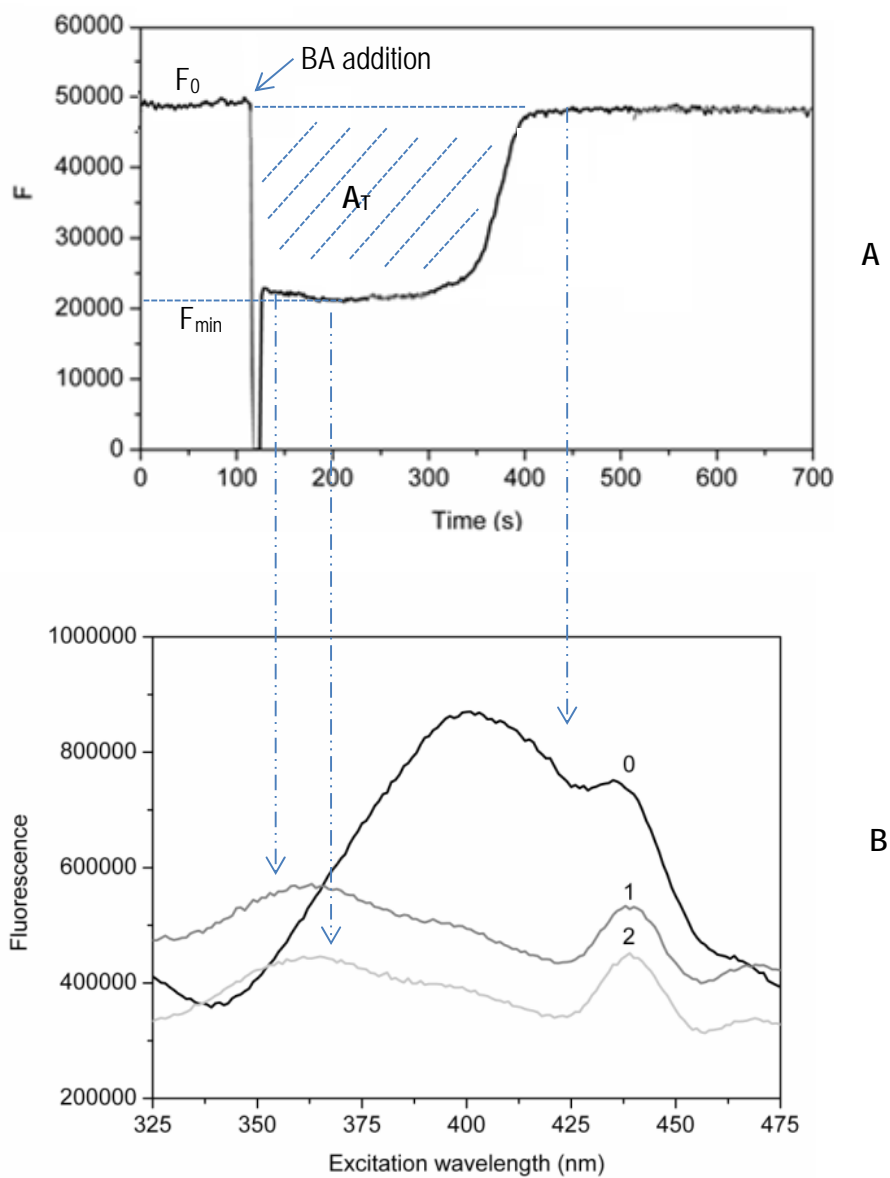 60000
BA addition
F0
50000
40000
AT
F
A
30000
20000
Fmin
10000
0
0 100 200 300 400 500 600 700
Time (s)
1000000
800000
0
Fluorescence
B
600000
1
2
400000
200000
325 350 375 400 425 450 475
Excitation wavelength (nm)